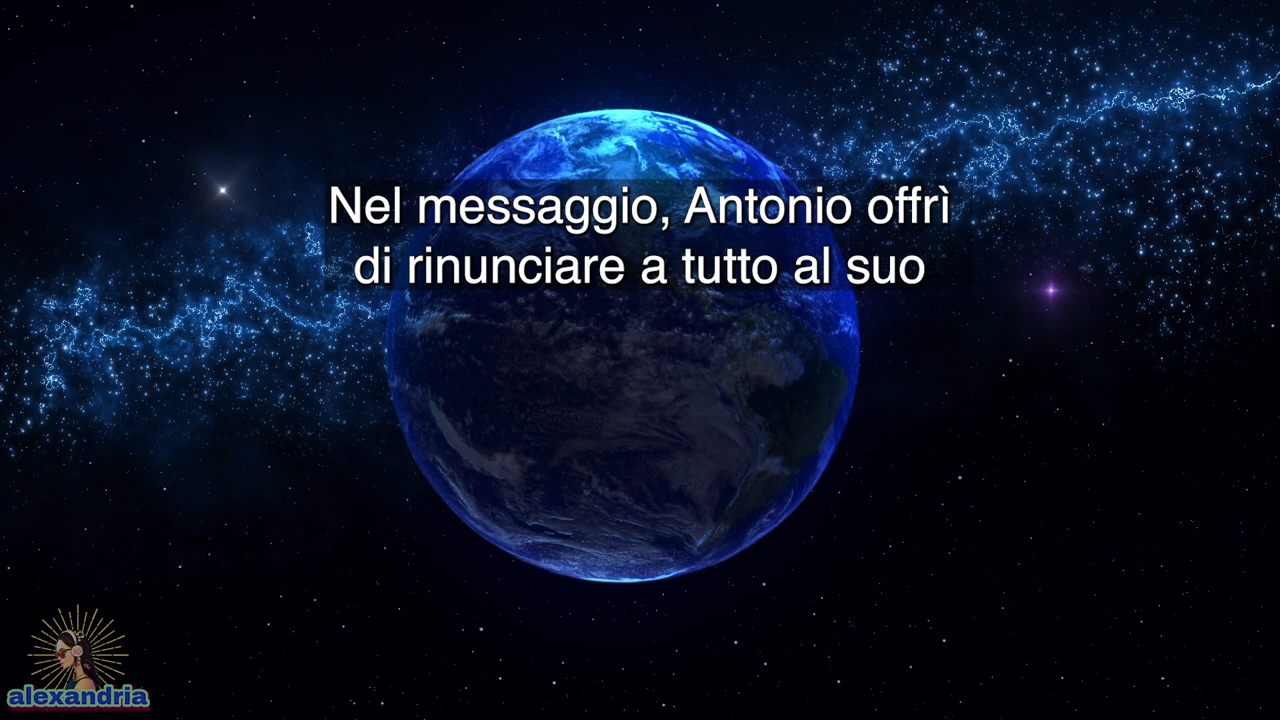 Nel messaggio, Antonio offrì
di rinunciare a tutto al suo
alexandria